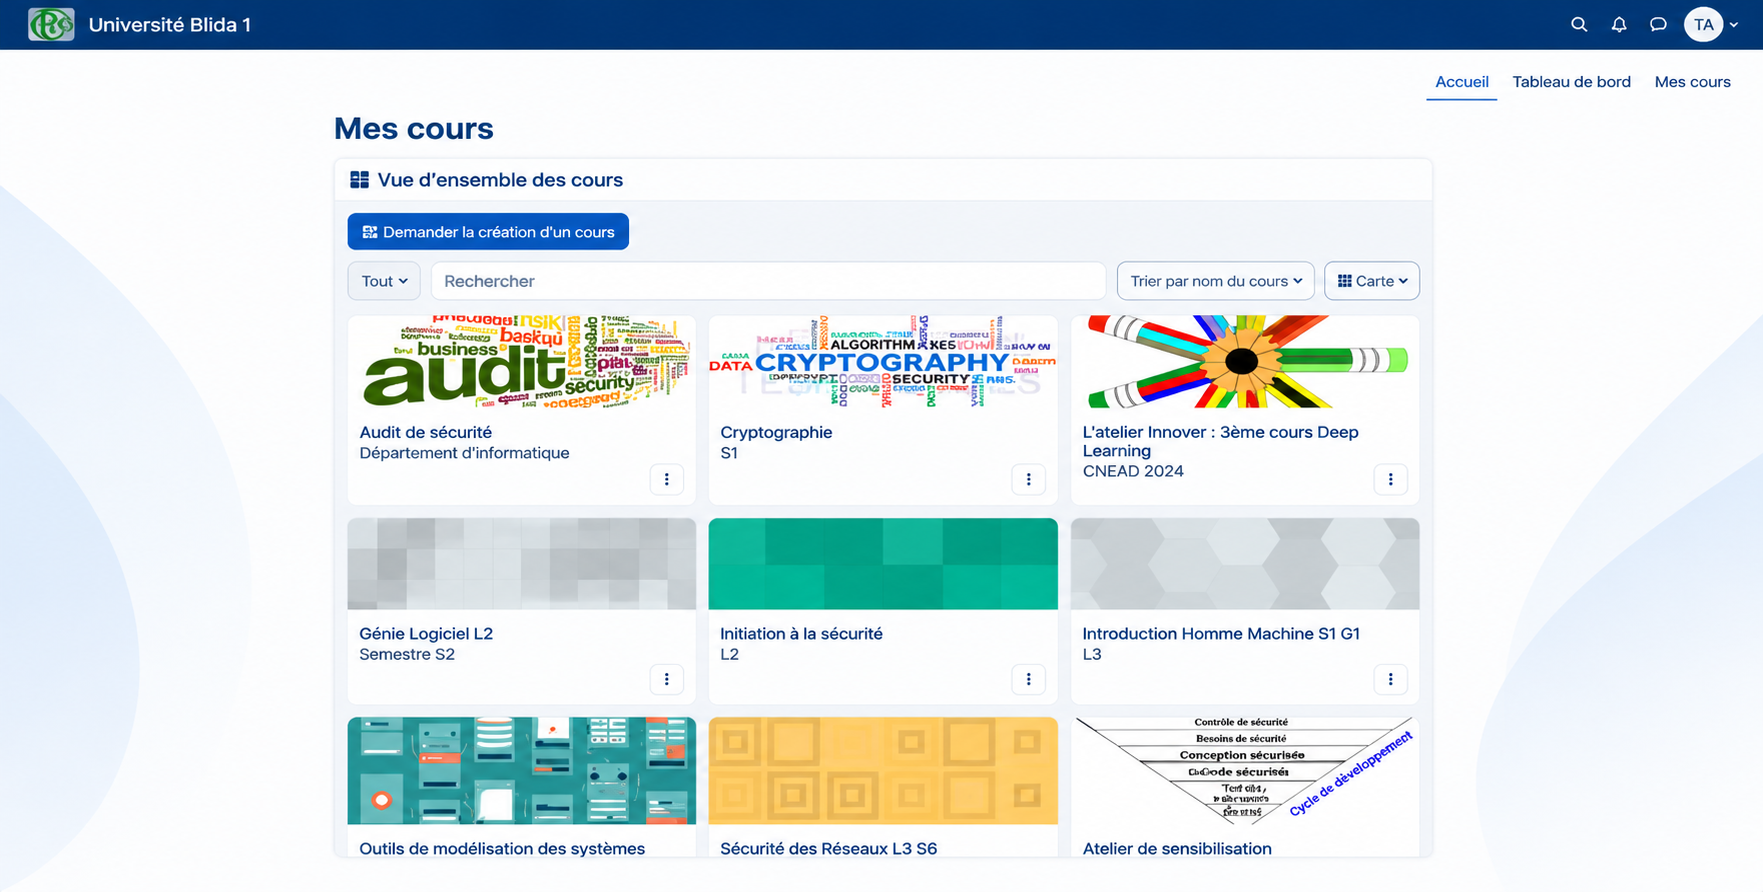 Université Blida 1
TA
Accueil
Tableau de bord
Mes cours
Mes cours
Vue d'ensemble des cours
Demander la création d'un cours
Tout
Rechercher
Trier par nom du cours
Carte
baskqu
business
audit
security
ALGORITHM
DATA CRYPTOGRAPHY
SECURITY
Audit de sécurité
Département d'informatique
Cryptographie
S1
L'atelier Innover : 3ème cours Deep
Learning
CNEAD 2024
Génie Logiciel L2
Semestre S2
Initiation à la sécurité
L2
Introduction Homme Machine S1 G1
L3
Contrôle de sécurité
Besoins de sécurité
Conception sécurisée
Cycle de développement
Outils de modélisation des systèmes
Sécurité des Réseaux L3 S6
Atelier de sensibilisation